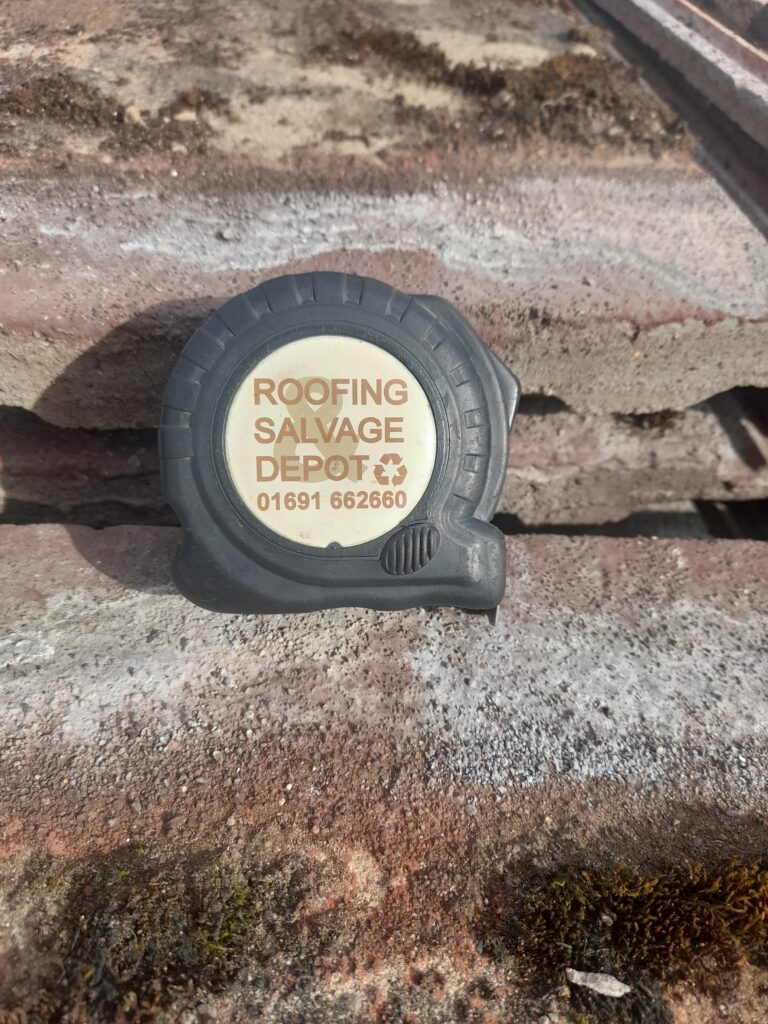 ROOFING
SALVAGE
DEPOT
01691 662660